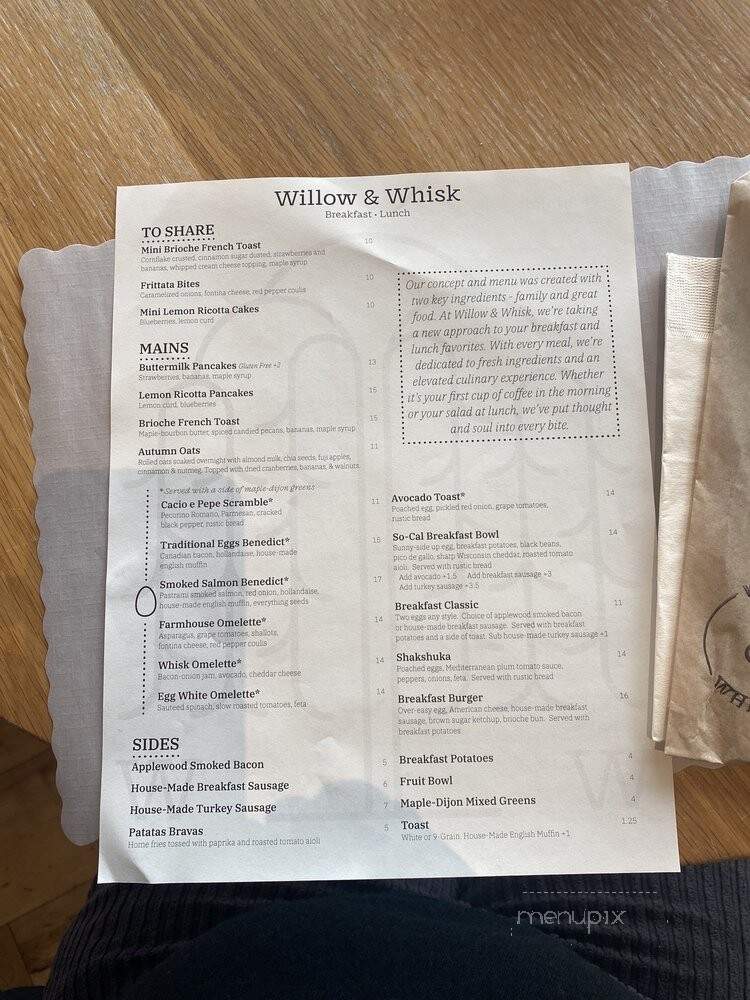 Willow & Whisk
Breakfast • Lunch
TO SHARE
Mini Brioche French Toast 10
Cornflake crusted, cinnamon sugar dusted, strawberries and
bananas, whipped cream cheese topping, maple syrup
Frittata Bites 10
Caramelized onions, fontina cheese, red pepper coulis
Mini Lemon Ricotta Cakes 10
Blueberries, lemon curd
Our concept and menu was created with
two key ingredients - family and great
food. At Willow & Whisk, we're taking
a new approach to your breakfast and
lunch favorites. With every meal, we're
dedicated to fresh ingredients and an
elevated culinary experience. Whether
it's your first cup of coffee in the morning
or your salad at lunch, we've put thought
and soul into every bite.
MAINS
Buttermilk Pancakes Gluten Free +2 13
Strawberries, bananas, maple syrup
Lemon Ricotta Pancakes 15
Lemon curd, blueberries
Brioche French Toast 15
Maple-bourbon butter, spiced candied pecans, bananas, maple syrup
Autumn Oats 11
Rolled oats soaked overnight with almond milk, chia seeds, fuji apples,
cinnamon & nutmeg. Topped with dried cranberries, bananas, & walnuts.
*Served with a side of maple-dijon greens
Cacio e Pepe Scramble* 11
Pecorino Romano, Parmesan, cracked
black pepper, rustic bread
Traditional Eggs Benedict* 15
Canadian bacon, hollandaise, house-made
english muffin
Smoked Salmon Benedict* 17
Pastrami smoked salmon, red onion, hollandaise,
house-made english muffin, everything seeds
Farmhouse Omelette* 14
Asparagus, grape tomatoes, shallots,
fontina cheese, red pepper coulis
Whisk Omelette* 14
Bacon-onion jam, avocado, cheddar cheese
Egg White Omelette* 14
Sauteed spinach, slow roasted tomatoes, feta
Avocado Toast* 14
Poached egg, pickled red onion, grape tomatoes,
rustic bread
So-Cal Breakfast Bowl 14
Sunny-side up egg, breakfast potatoes, black beans,
pico de gallo, sharp Wisconsin cheddar, roasted tomato
aioli. Served with rustic bread
Add avocado +1.5 Add breakfast sausage +3
Add turkey sausage +3.5
Breakfast Classic 11
Two eggs any style. Choice of applewood smoked bacon
or house-made breakfast sausage. Served with breakfast
potatoes and a side of toast. Sub house-made turkey sausage +1
Shakshuka 14
Poached eggs, Mediterranean plum tomato sauce,
peppers, onions, feta. Served with rustic bread
Breakfast Burger 16
Over-easy egg, American cheese, house-made breakfast
sausage, brown sugar ketchup, brioche bun. Served with
breakfast potatoes
SIDES
Applewood Smoked Bacon 5
House-Made Breakfast Sausage 6
House-Made Turkey Sausage 7
Patatas Bravas 5
Home fries tossed with paprika and roasted tomato aioli
Breakfast Potatoes 4
Fruit Bowl 4
Maple-Dijon Mixed Greens 4
Toast 1.25
White or 9-Grain. House-Made English Muffin +1
menupix